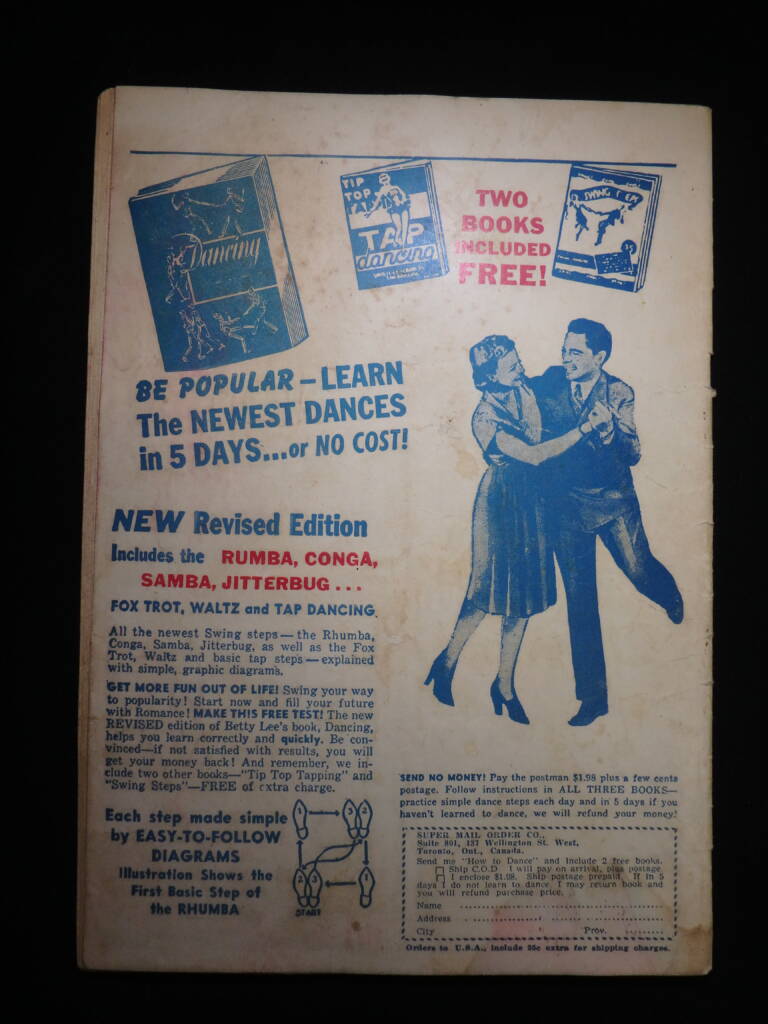 Dancing
TIP
TOP
TAP
dancing
TWO
BOOKS
INCLUDED
FREE!
SWING
BE POPULAR – LEARN
The NEWEST DANCES
in 5 DAYS...or NO COST!
NEW Revised Edition
Includes the RUMBA, CONGA,
SAMBA, JITTERBUG ...
FOX TROT, WALTZ and TAP DANCING
All the newest Swing steps — the Rhumba,
Conga, Samba, Jitterbug, as well as the Fox
Trot, Waltz and basic tap steps — explained
with simple, graphic diagrams.
GET MORE FUN OUT OF LIFE! Swing your way
to popularity! Start now and fill your future
with Romance! MAKE THIS FREE TEST! The new
REVISED edition of Betty Lee's book, Dancing,
helps you learn correctly and quickly. Be con-
vinced—if not satisfied with results, you will
get your money back! And remember, we in-
clude two other books—"Tip Top Tapping" and
"Swing Steps"—FREE of extra charge.
Each step made simple
by EASY-TO-FOLLOW
DIAGRAMS
Illustration Shows the
First Basic Step of
the RHUMBA
1 3 2
2 3 1
START
SEND NO MONEY! Pay the postman $1.98 plus a few cents
postage. Follow instructions in ALL THREE BOOKS—
practice simple dance steps each day and in 5 days if you
haven't learned to dance, we will refund your money!
SUPER MAIL ORDER CO.,
Suite 801, 137 Wellington St. West,
Toronto, Ont., Canada.
Send me "How to Dance" and Include 2 free books.
Ship C.O.D. I will pay on arrival, plus postage
I enclose $1.98. Ship postage prepaid. If in 5
days I do not learn to dance, I may return book and
you will refund purchase price.
Name
Address
City Prov.
Orders to U.S.A., include 25c extra for shipping charges.